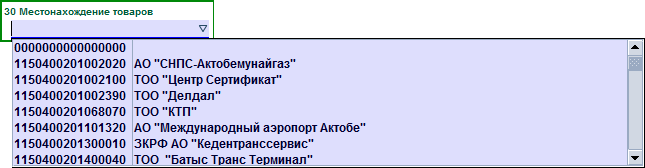 30 Местонахождение товаров
0000000000000000
1150400201002020 АО "СНПС-Актобемунайгаз"
1150400201002100 ТОО "Центр Сертификат"
1150400201002390 ТОО "Делдал"
1150400201068070 ТОО "КТП"
1150400201101320 АО "Международный аэропорт Актобе"
1150400201300010 ЗКРФ АО "Кедентранссервис"
1150400201400040 ТОО "Батыс Транс Терминал"